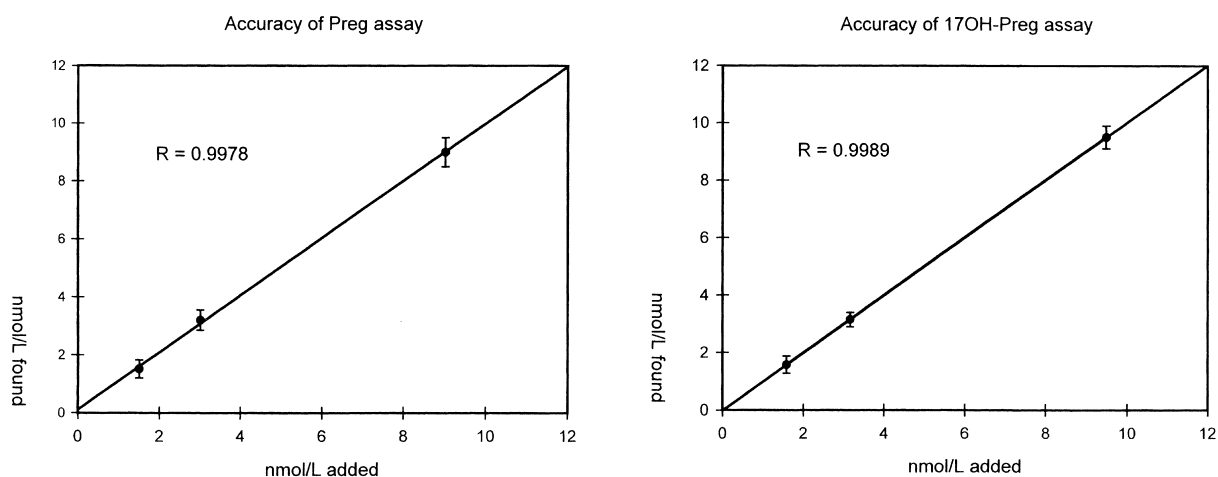 Accuracy of Preg assay
12
10
8
6
4
2
0
R = 0.9978
nmol/L found
0 2 4 6 8 10 12
nmol/L added
Accuracy of 17OH-Preg assay
12
10
8
6
4
2
0
R = 0.9989
nmol/L found
0 2 4 6 8 10 12
nmol/L added